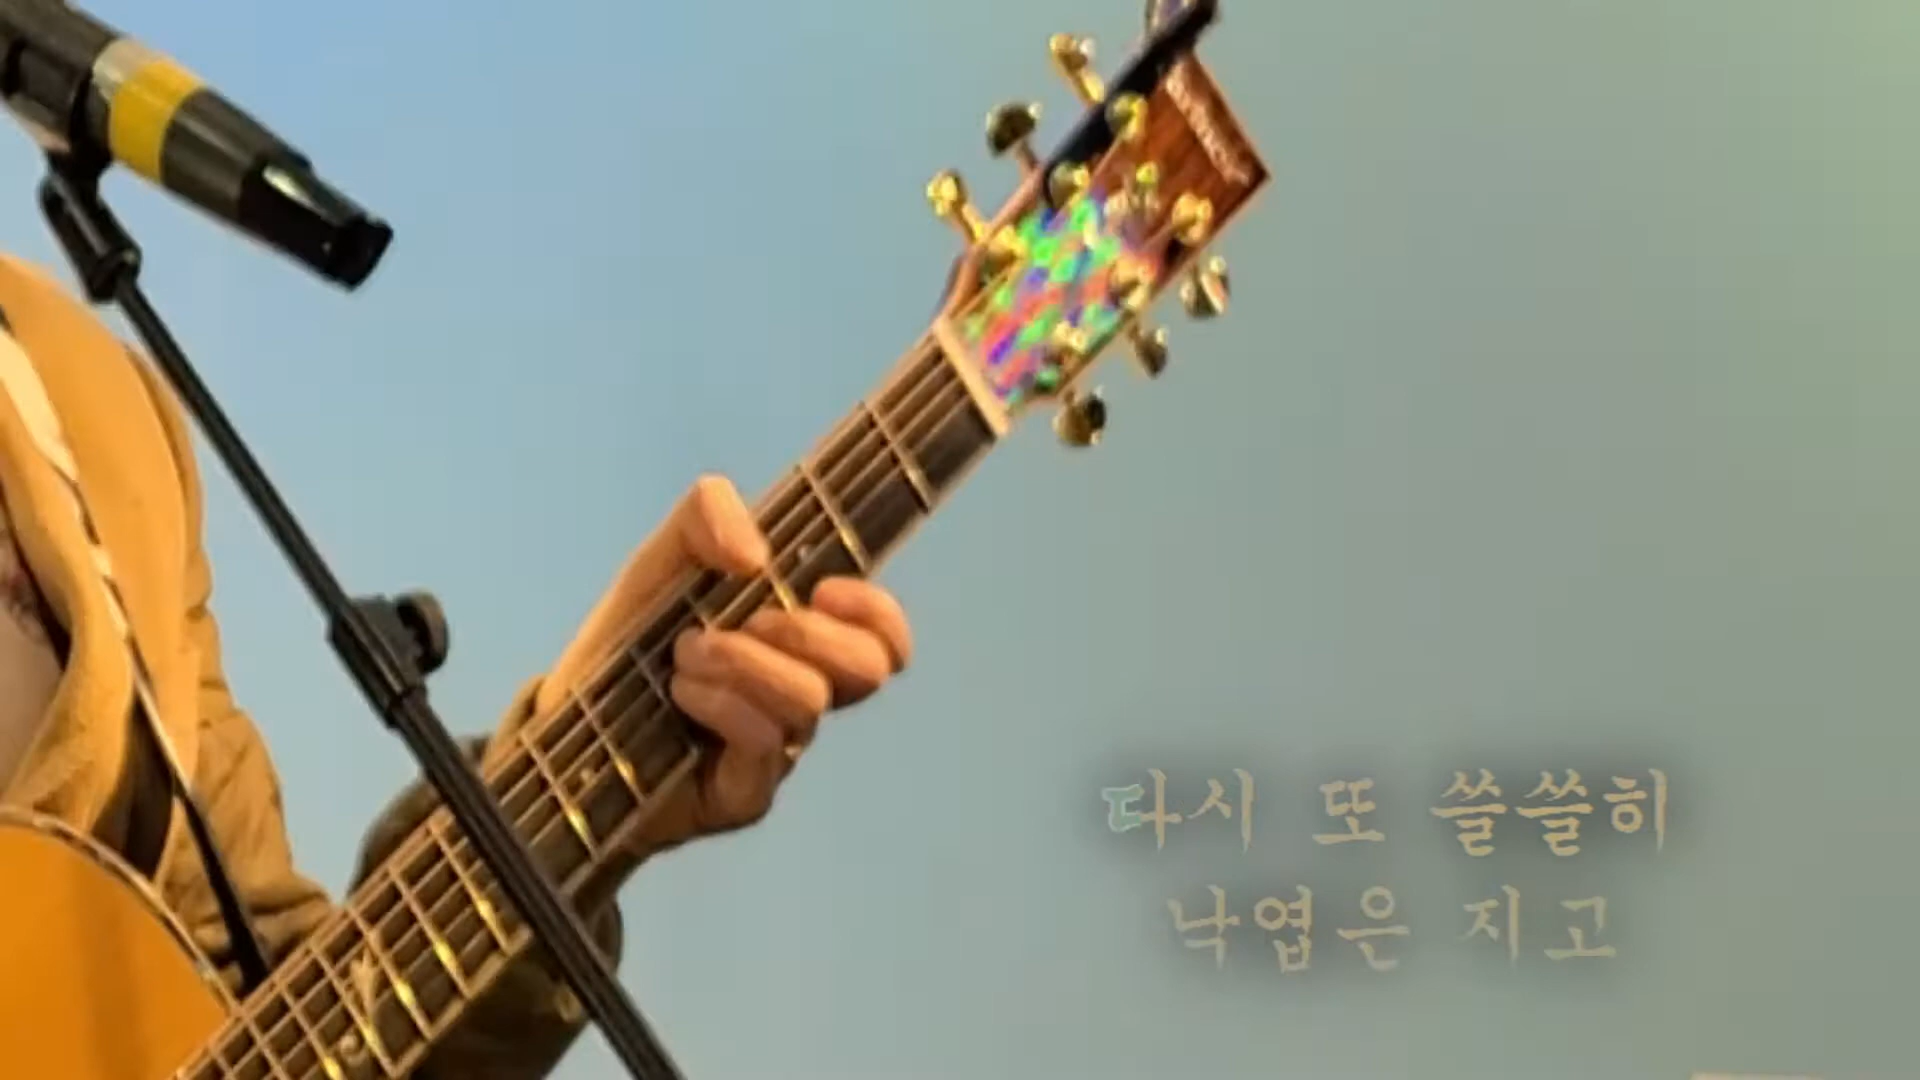 다시 또 쓸쓸히
낙엽은 지고